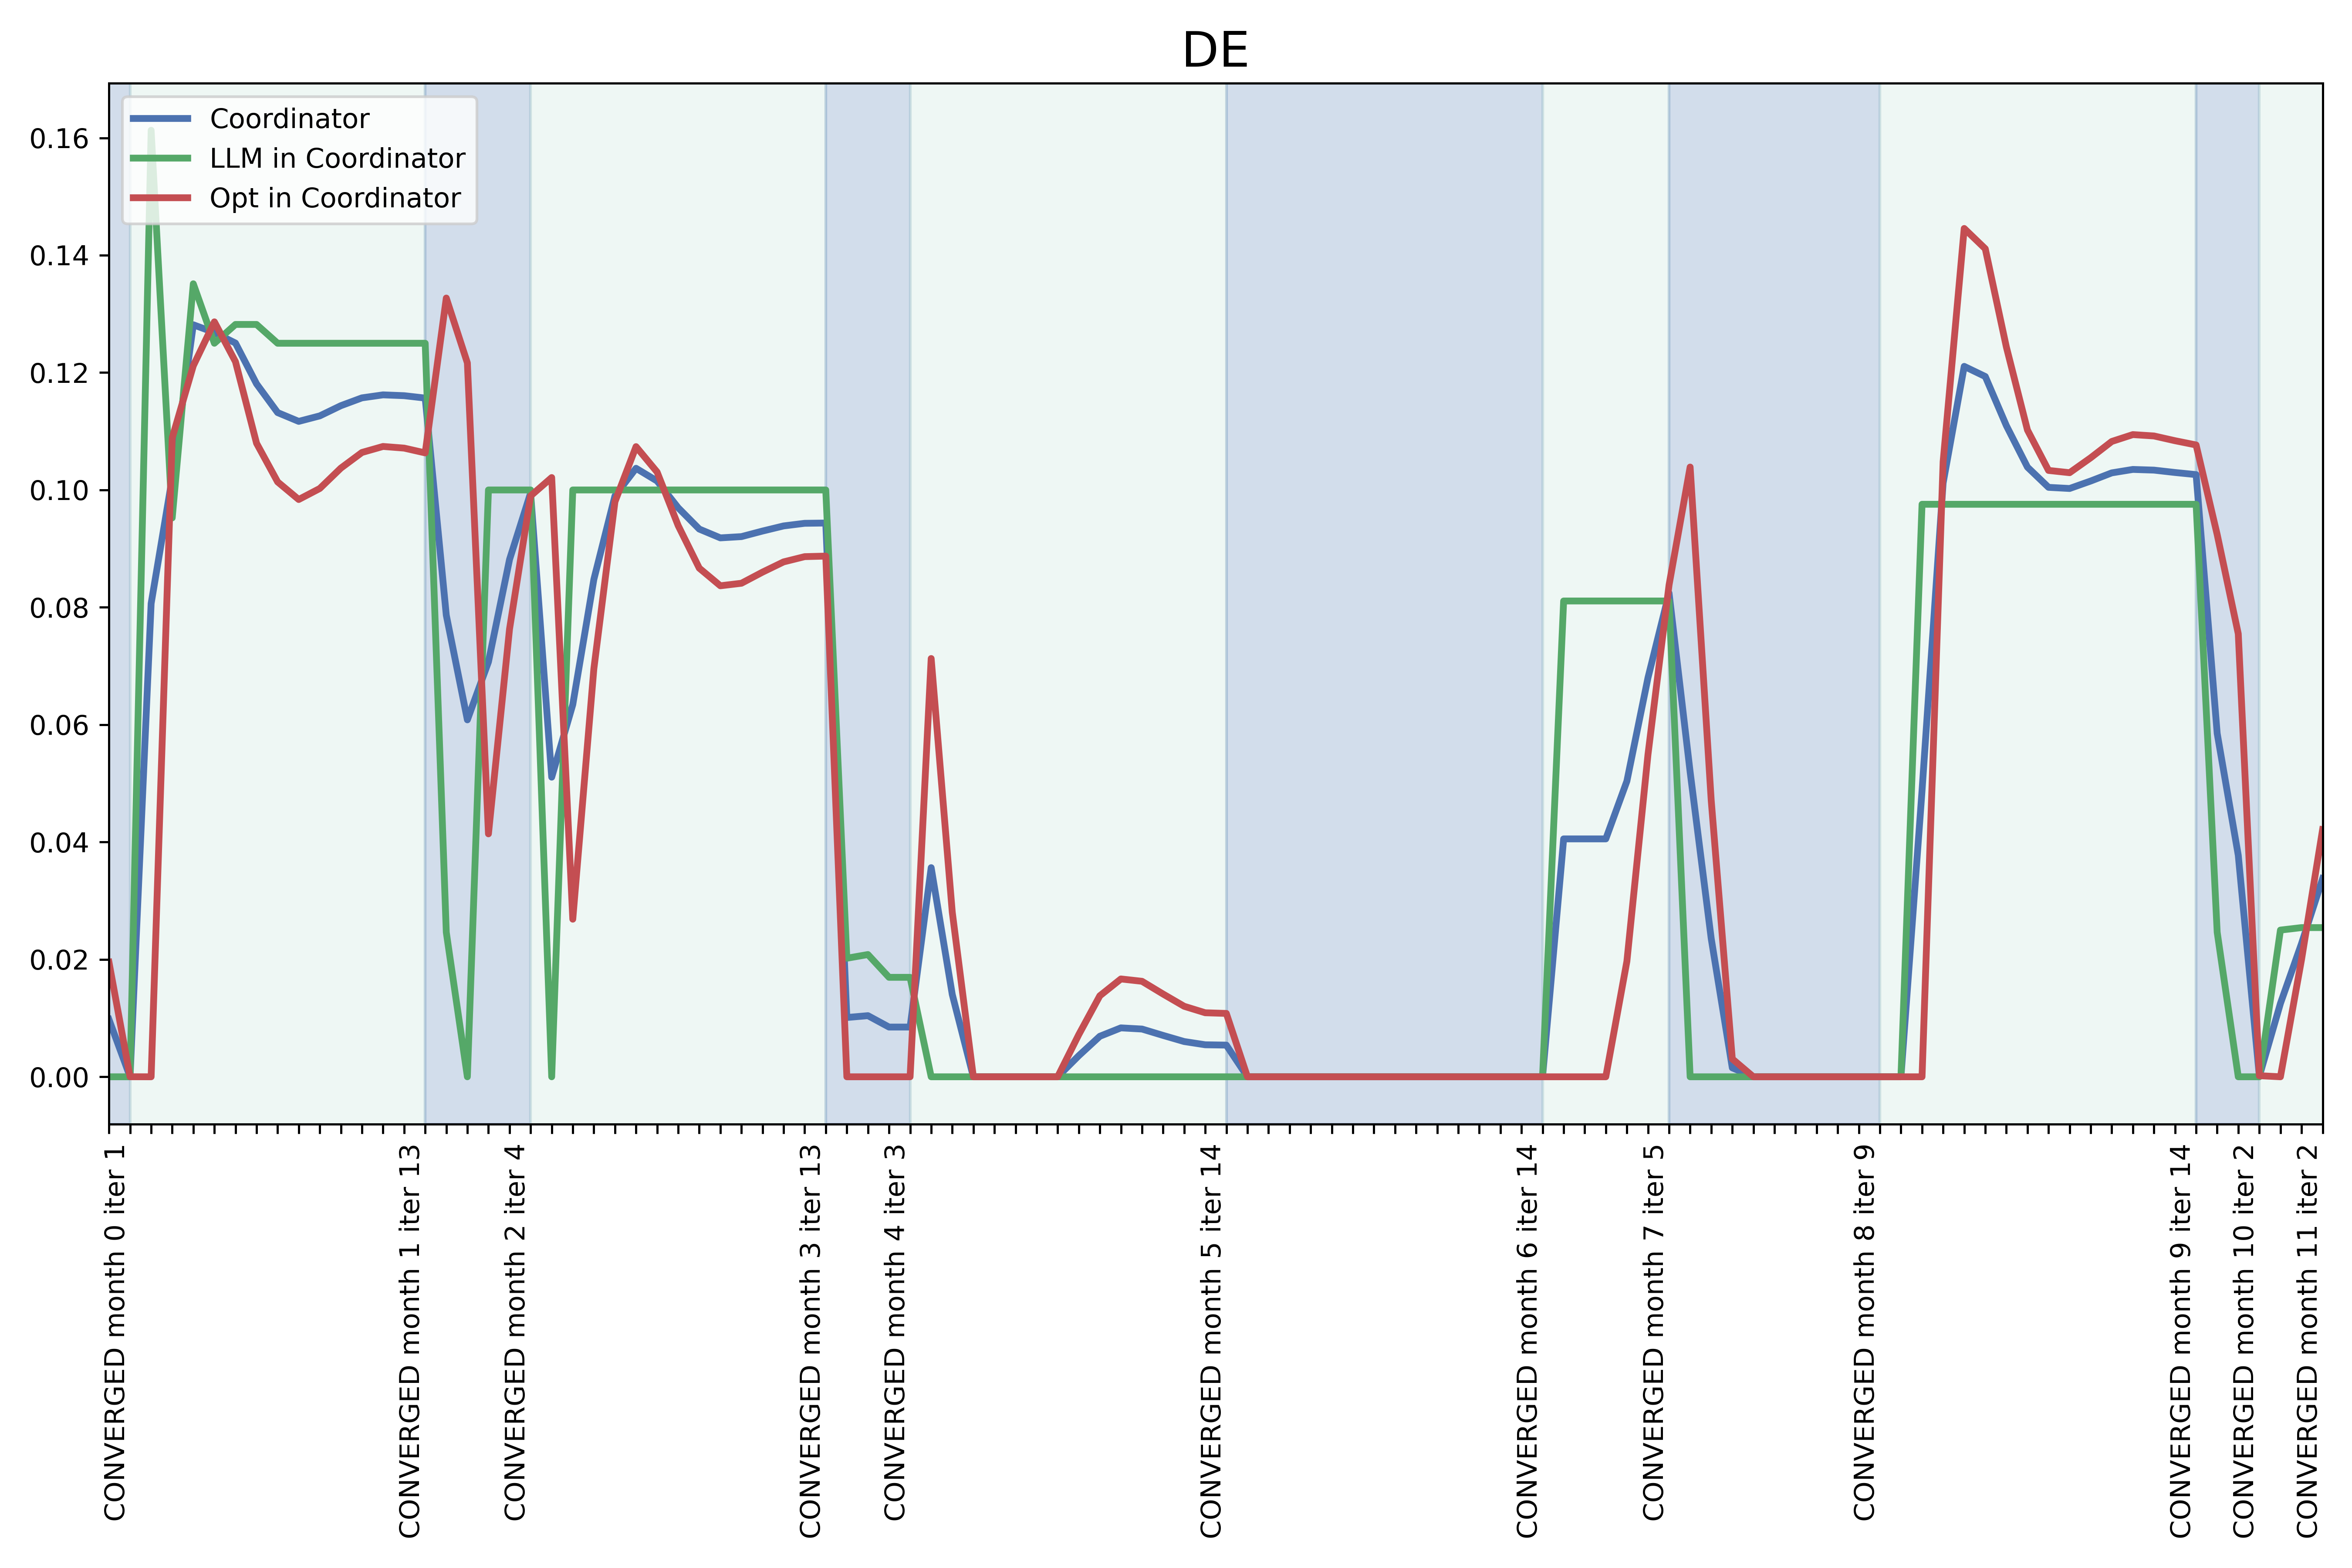 DE
Coordinator
LLM in Coordinator
Opt in Coordinator
0.16
0.14
0.12
0.10
0.08
0.06
0.04
0.02
0.00
CONVERGED month 0 iter 1
CONVERGED month 1 iter 13
CONVERGED month 2 iter 4
CONVERGED month 3 iter 13
CONVERGED month 4 iter 3
CONVERGED month 5 iter 14
CONVERGED month 6 iter 14
CONVERGED month 7 iter 5
CONVERGED month 8 iter 9
CONVERGED month 9 iter 14
CONVERGED month 10 iter 2
CONVERGED month 11 iter 2